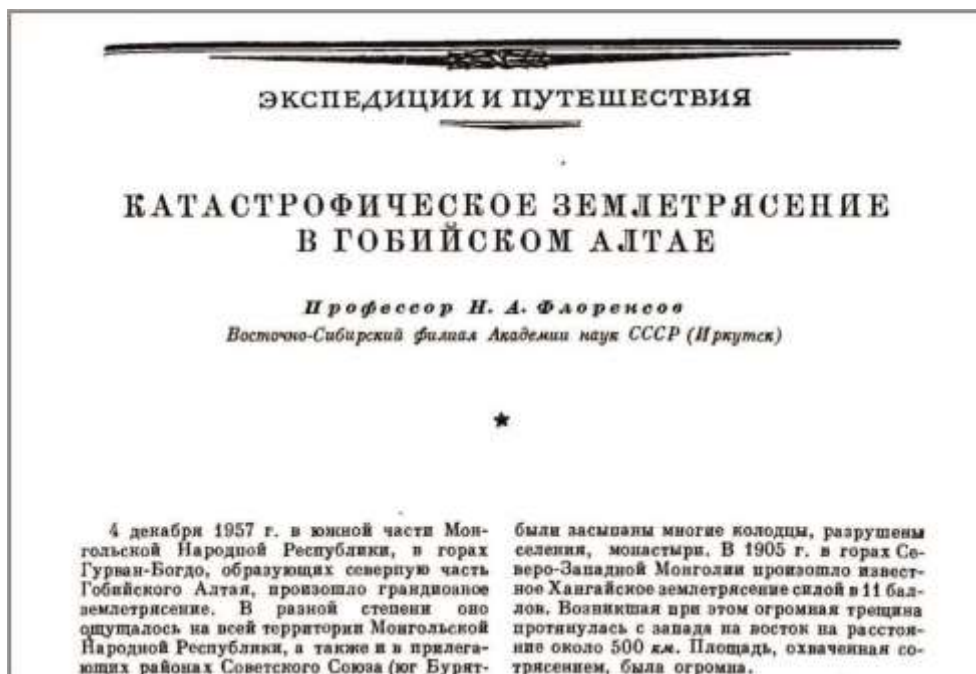 ЭКСПЕДИЦИИ И ПУТЕШЕСТВИЯ
КАТАСТРОФИЧЕСКОЕ ЗЕМЛЕТРЯСЕНИЕ
В ГОБИЙСКОМ АЛТАЕ
Профессор Н. А. Флоренсов
Восточно-Сибирский филиал Академии наук СССР (Иркутск)
4 декабря 1957 г. в южной части Мон-
гольской Народной Республики, в горах
Гурван-Богдо, образующих северную часть
Гобийского Алтая, произошло грандиозное
землетрясение. В разной степени оно
ощущалось на всей территории Монгольской
Народной Республики, а также и в прилега-
ющих районах Советского Союза (юг Бурят-
были засыпаны многие колодцы, разрушены
селения, монастыри. В 1905 г. в горах Се-
веро-Западной Монголии произошло извест-
ное Хангайское землетрясение силой в 11 бал-
лов. Возникшая при этом огромная трещина
протянулась с запада на восток на расстоя-
ние около 500 км. Площадь, охваченная со-
трясением, была огромна.